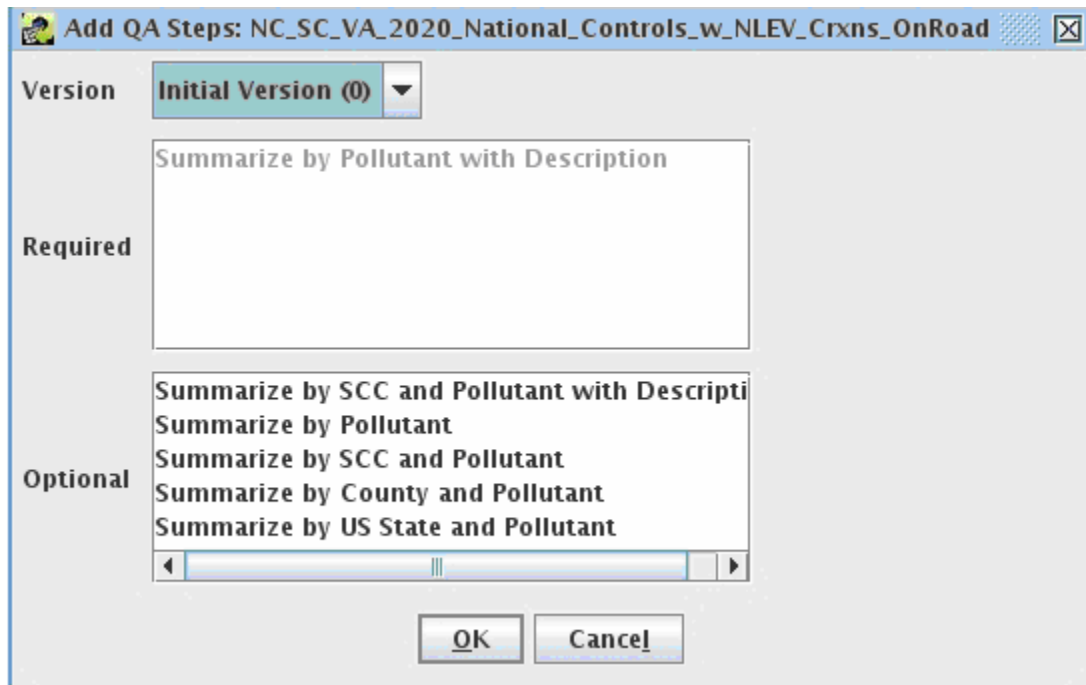 Add QA Steps: NC_SC_VA_2020_National_Controls_w_NLEV_Crxns_OnRoad
Version Initial Version (0)
Summarize by Pollutant with Description
Required
Summarize by SCC and Pollutant with Descripti
Summarize by Pollutant
Summarize by SCC and Pollutant
Optional
Summarize by County and Pollutant
Summarize by US State and Pollutant
OK Cancel